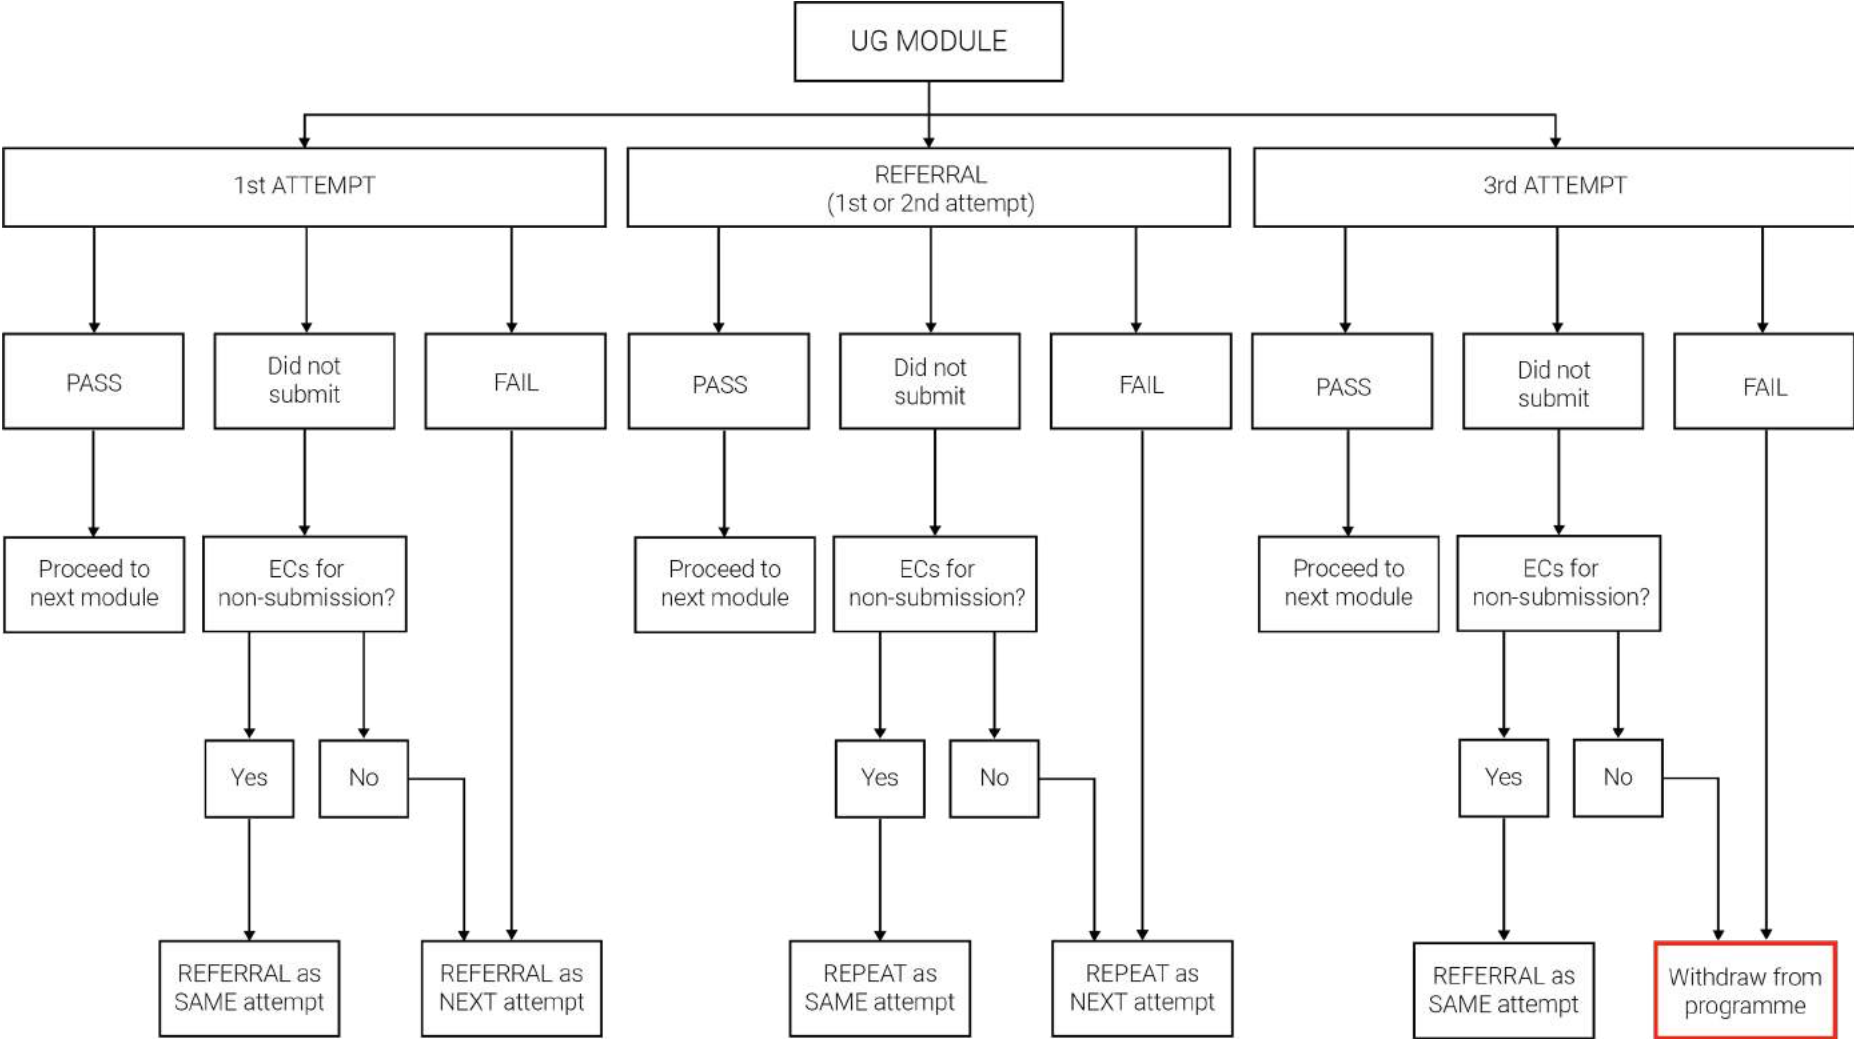 UG MODULE
1st ATTEMPT
REFERRAL
(1st or 2nd attempt)
3rd ATTEMPT
PASS
Did not
submit
FAIL
PASS
Did not
submit
FAIL
PASS
Did not
submit
FAIL
Proceed to
next module
ECs for
non-submission?
Proceed to
next module
ECs for
non-submission?
Proceed to
next module
ECs for
non-submission?
Yes
No
Yes
No
Yes
No
REFERRAL as
SAME attempt
REFERRAL as
NEXT attempt
REPEAT as
SAME attempt
REPEAT as
NEXT attempt
REFERRAL as
SAME attempt
Withdraw from
programme